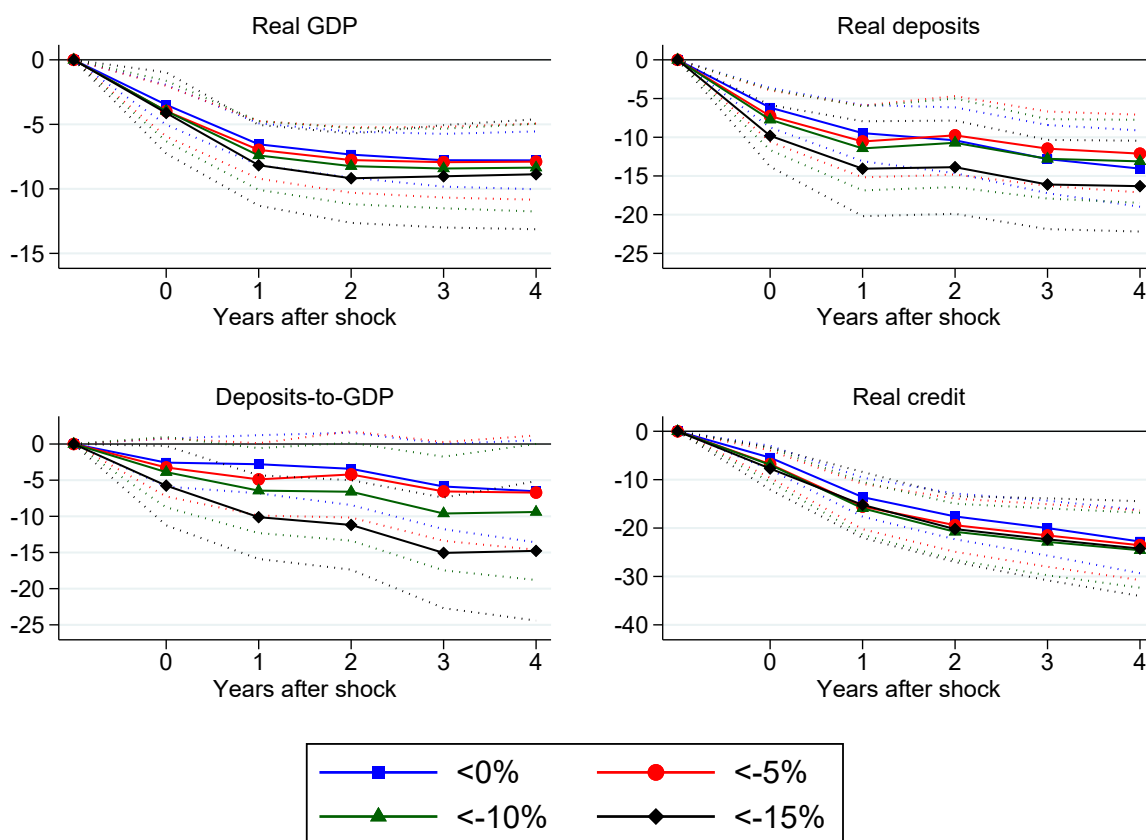 Real GDP
0
-5
-10
-15
0 1 2 3 4
Years after shock
Real deposits
0
-5
-10
-15
-20
-25
0 1 2 3 4
Years after shock
Deposits-to-GDP
0
-5
-10
-15
-20
-25
0 1 2 3 4
Years after shock
Real credit
0
-10
-20
-30
-40
0 1 2 3 4
Years after shock
<0% <-5%
<-10% <-15%